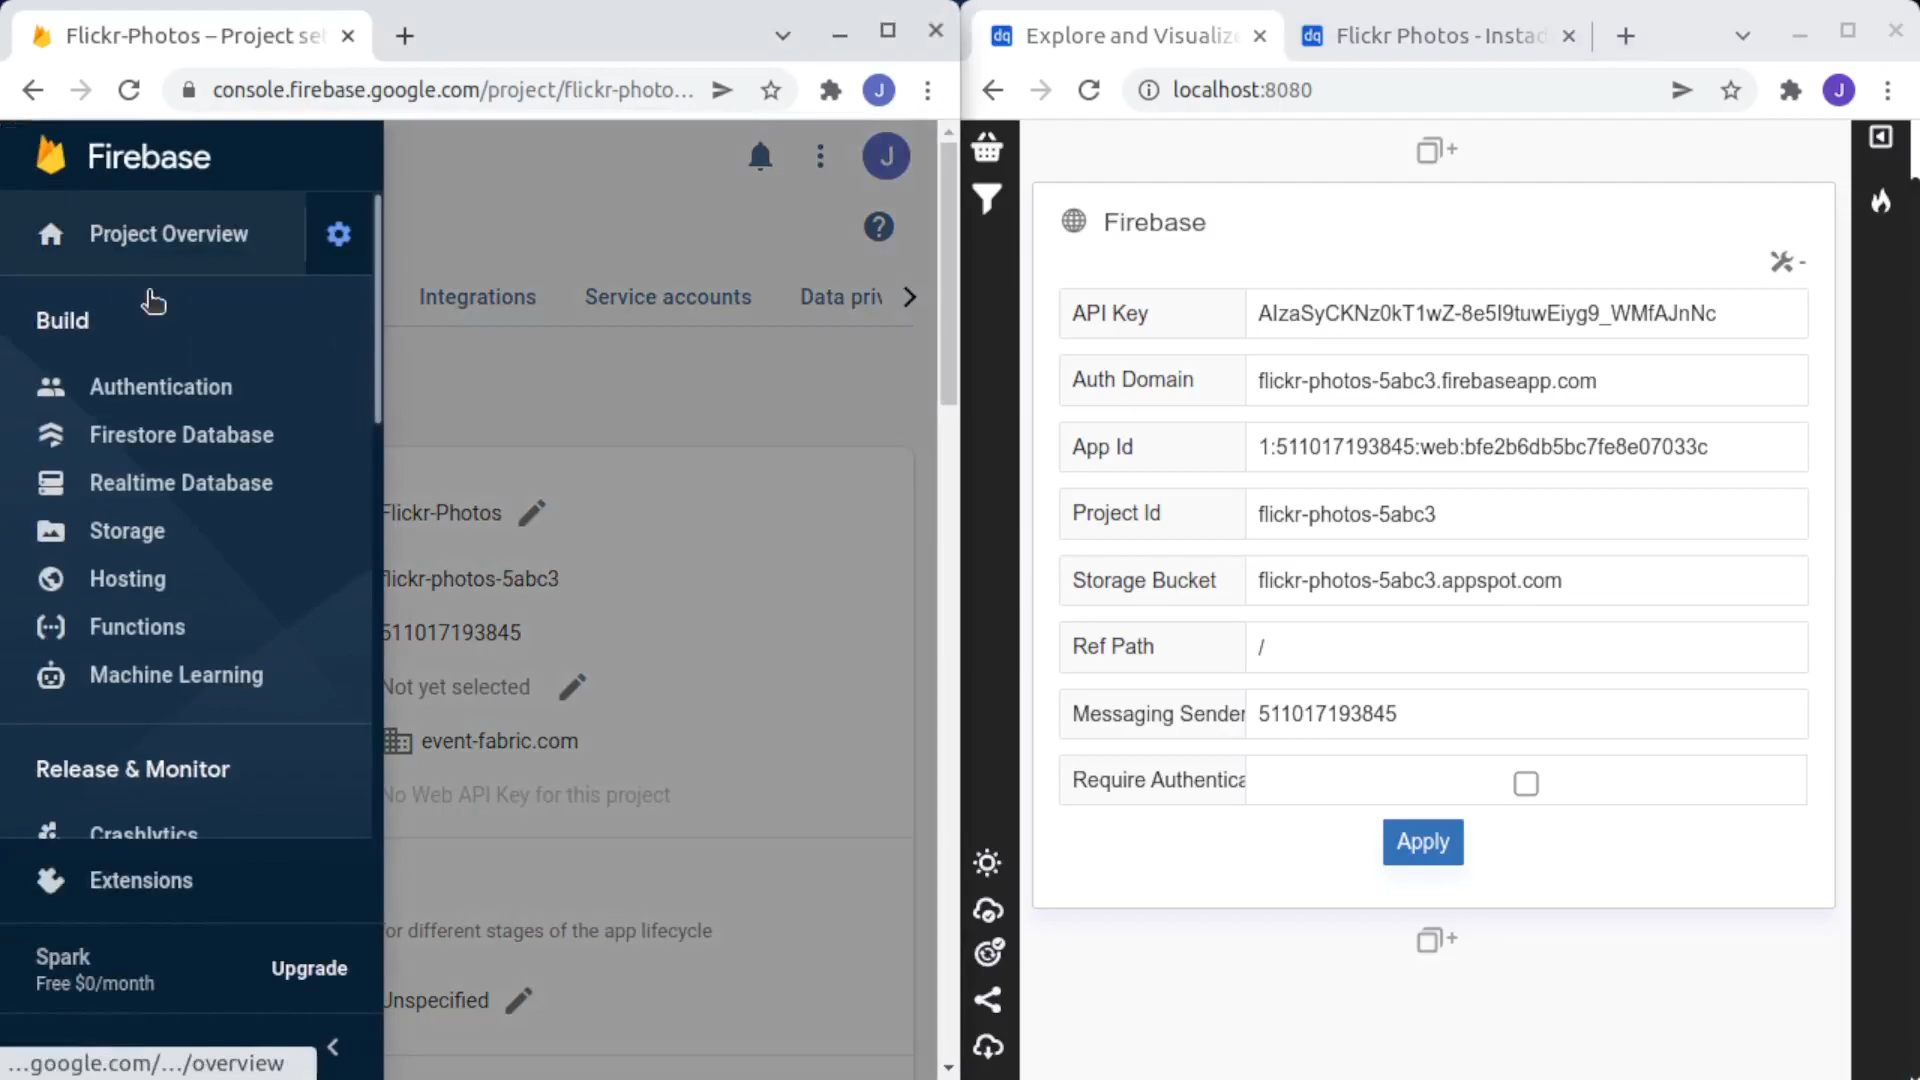 Flickr-Photos – Project se
console.firebase.google.com/project/flickr-photo...
J
Firebase
J
Project Overview
Build
Authentication
Firestore Database
Realtime Database
Storage
Hosting
Functions
Machine Learning
Release & Monitor
Crashlytics
Extensions
Spark
Free $0/month
Upgrade
...google.com/.../overview
Integrations
Service accounts
Data priv
Flickr-Photos
flickr-photos-5abc3
511017193845
Not yet selected
event-fabric.com
No Web API Key for this project
or different stages of the app lifecycle
Unspecified
dq
Explore and Visualize
dq
Flickr Photos - Instad
localhost:8080
J
Firebase
API Key
AIzaSyCKNz0kT1wZ-8e5I9tuwEiyg9_WMfAJnNc
Auth Domain
flickr-photos-5abc3.firebaseapp.com
App Id
1:511017193845:web:bfe2b6db5bc7fe8e07033c
Project Id
flickr-photos-5abc3
Storage Bucket
flickr-photos-5abc3.appspot.com
Ref Path
/
Messaging Sender
511017193845
Require Authentica
Apply